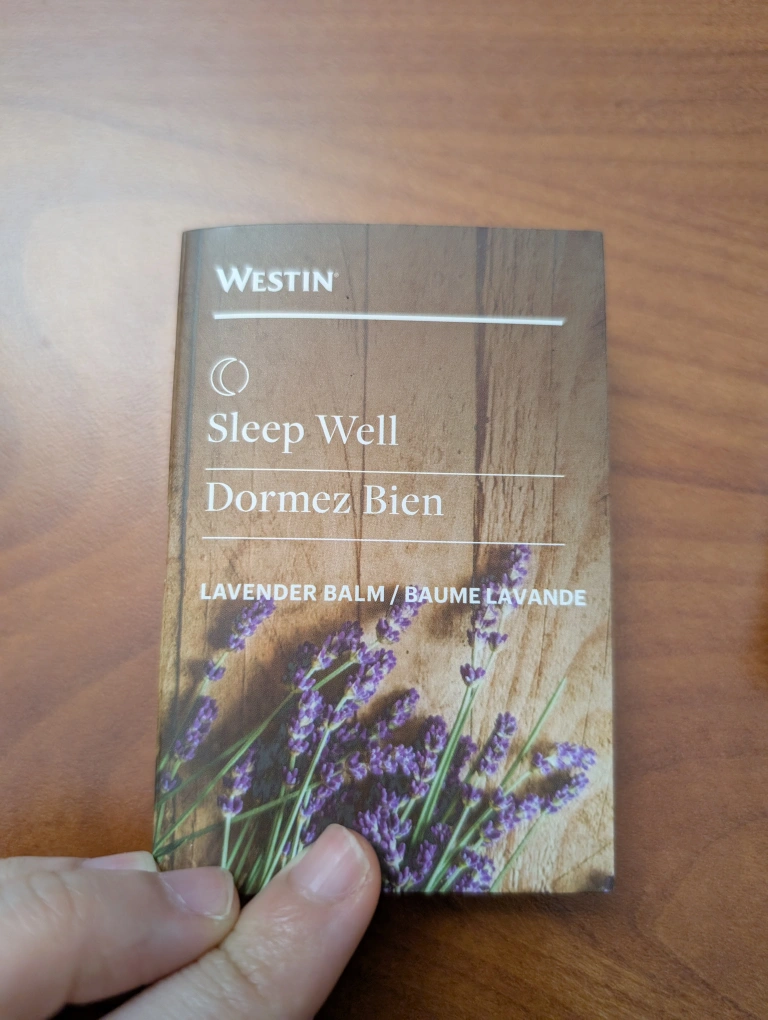 WESTIN®
Sleep Well
Dormez Bien
LAVENDER BALM / BAUME LAVANDE